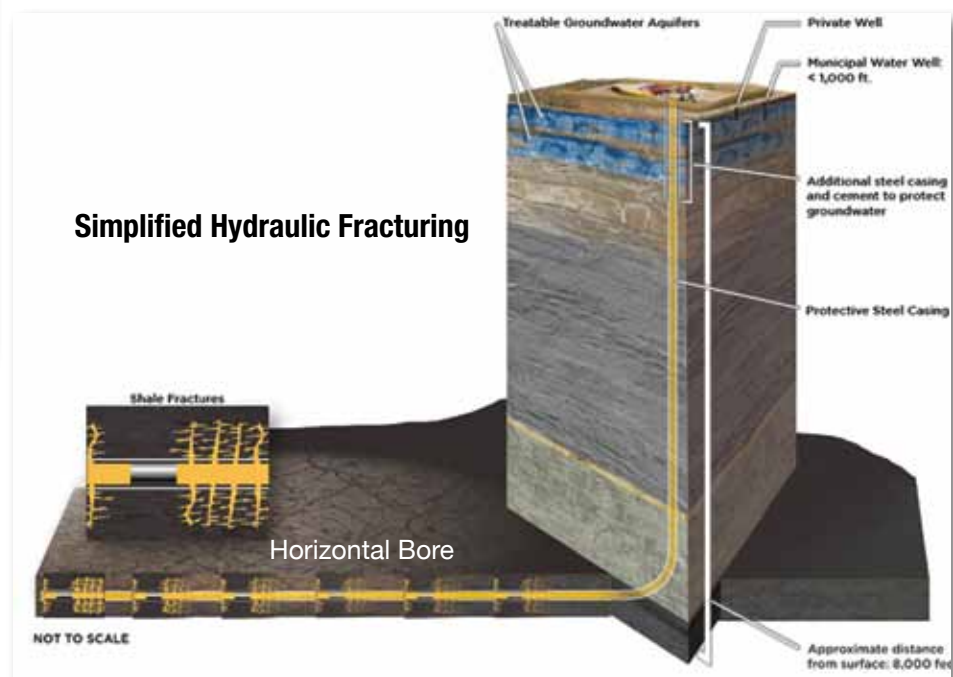 Treatable Groundwater Aquifers
Private Well
Municipal Water Well:
< 1,000 ft.
Additional steel casing
and cement to protect
groundwater
Simplified Hydraulic Fracturing
Protective Steel Casing
Shale Fractures
Horizontal Bore
NOT TO SCALE
Approximate distance
from surface: 8,000 fee